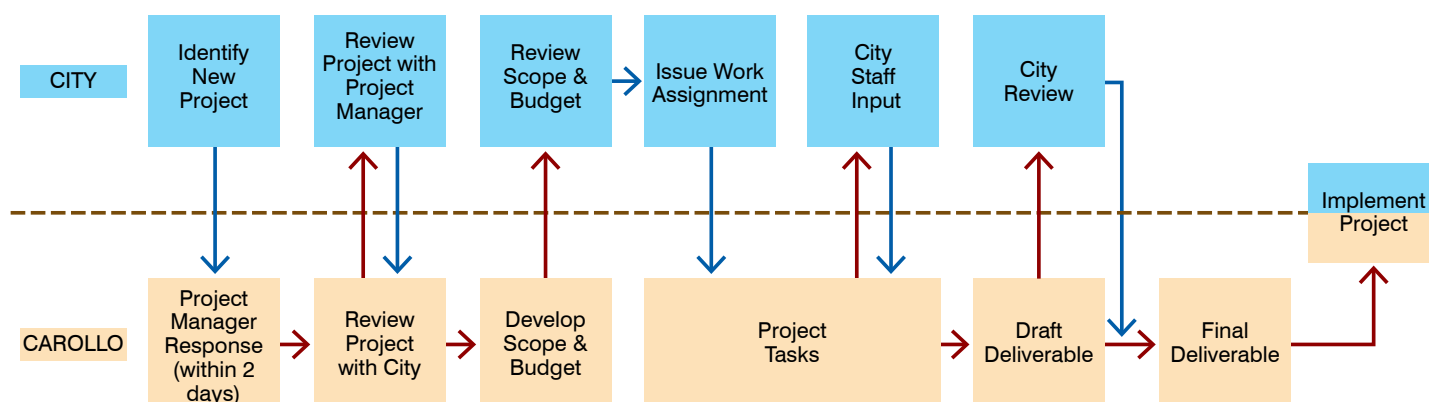 CITY
Identify
New
Project
Review
Project with
Project
Manager
Review
Scope &
Budget
Issue Work
Assignment
City
Staff
Input
City
Review
Implement
Project
CAROLLO
Project
Manager
Response
(within 2
days)
Review
Project
with City
Develop
Scope &
Budget
Project
Tasks
Draft
Deliverable
Final
Deliverable